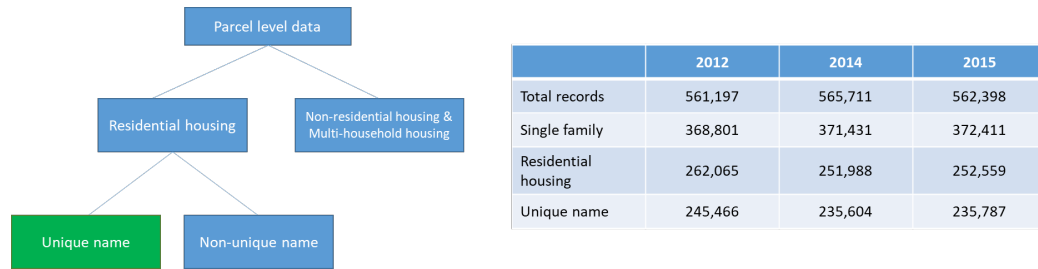 Parcel level data
Residential housing
Non-residential housing &
Multi-household housing
Unique name
Non-unique name
2012 2014 2015
Total records 561,197 565,711 562,398
Single family 368,801 371,431 372,411
Residential
housing 262,065 251,988 252,559
Unique name 245,466 235,604 235,787